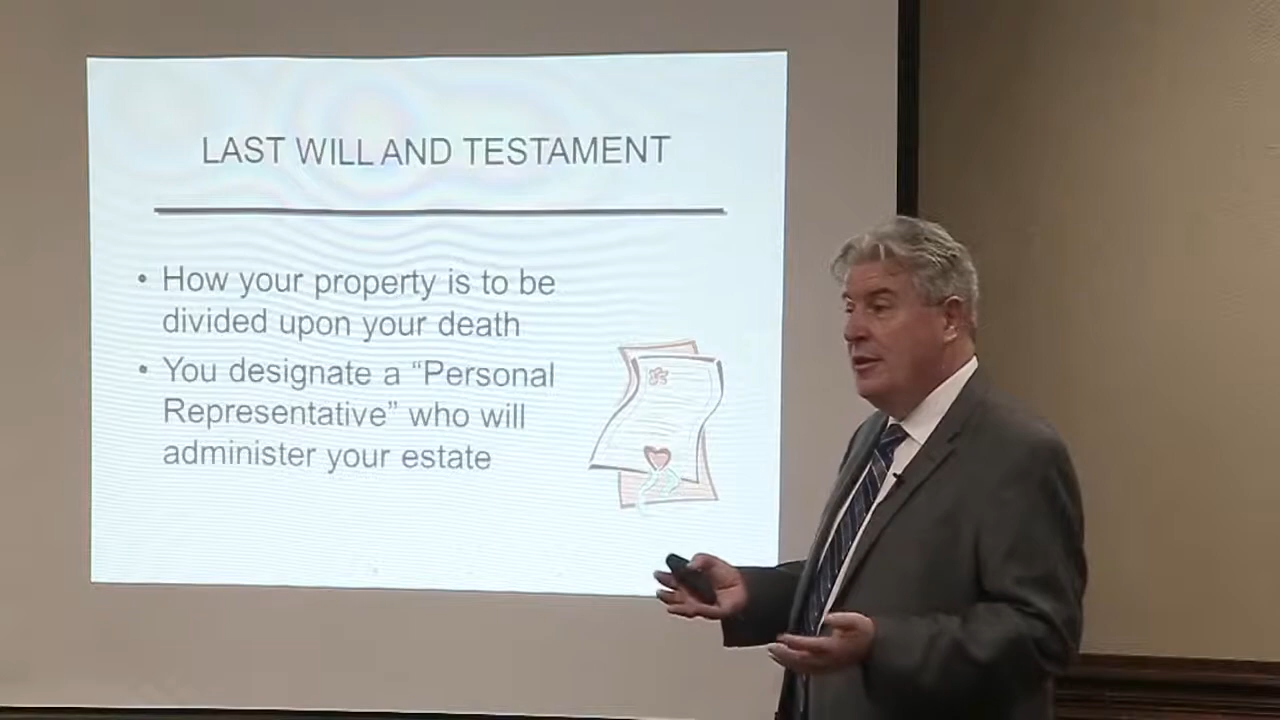 LAST WILL AND TESTAMENT
• How your property is to be
divided upon your death
• You designate a “Personal
Representative” who will
administer your estate